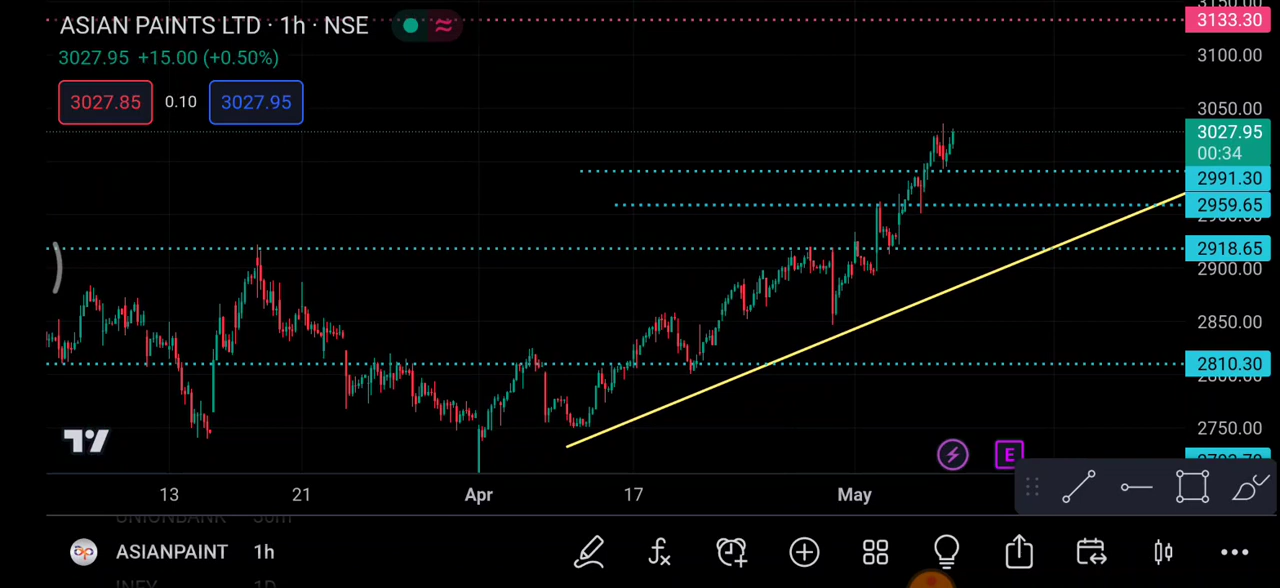 3133.30
ASIAN PAINTS LTD · 1h · NSE
3027.95 +15.00 (+0.50%)
3100.00
3027.85 0.10 3027.95
3050.00
3027.95
00:34
2991.30
2959.65
2918.65
2900.00
2850.00
2810.30
2750.00
E
13 21 Apr 17 May
UNIONBANK 30m
ASIANPAINT 1h